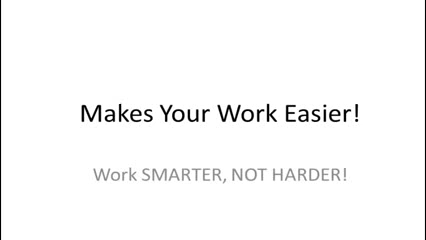 Makes Your Work Easier!
Work SMARTER, NOT HARDER!